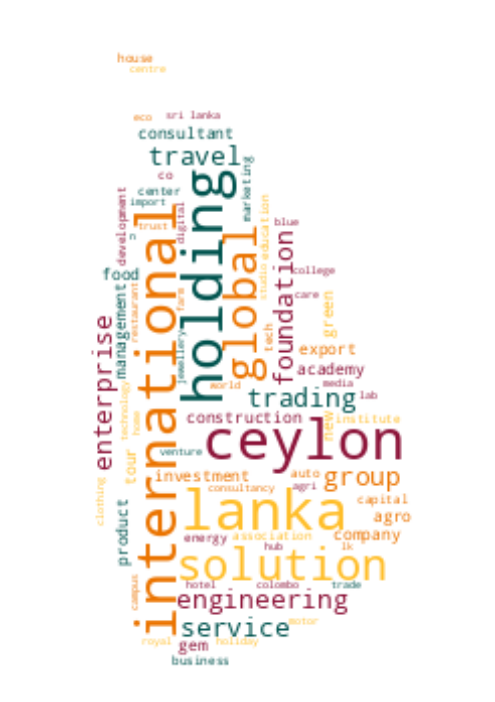 house
centre
eco
sri lanka
consultant
travel
co
center
import
marketing
development
trust
digital
n
holding
international
global
education
studio
blue
foundation
college
food
management
restaurant
farm
care
green
tech
export
enterprise
jewellery
academy
world
media
technology
home
trading
lab
construction
new
institute
ceylon
venture
tour
investment
auto
group
clothing
consultancy
agri
capital
lanka
product
agro
energy
association
company
hub
lk
solution
campus
hotel
colombo
trade
engineering
service
motor
royal
gem
holiday
business